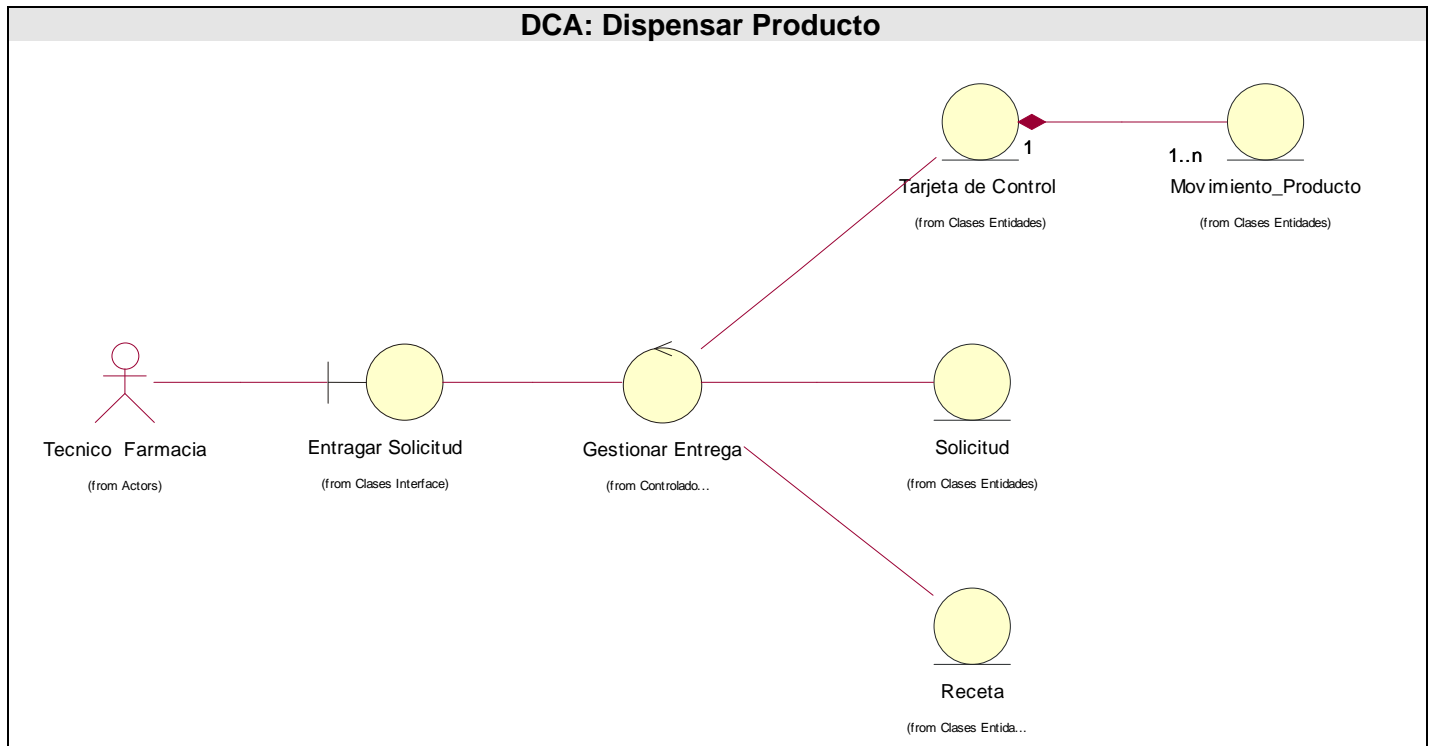 DCA: Dispensar Producto
1
1..n
Tarjeta de Control
Movimiento_Producto
(from Clases Entidades)
(from Clases Entidades)
Tecnico Farmacia
Entragar Solicitud
Gestionar Entrega
Solicitud
(from Actors)
(from Clases Interface)
(from Controlado...
(from Clases Entidades)
Receta
(from Clases Entida...